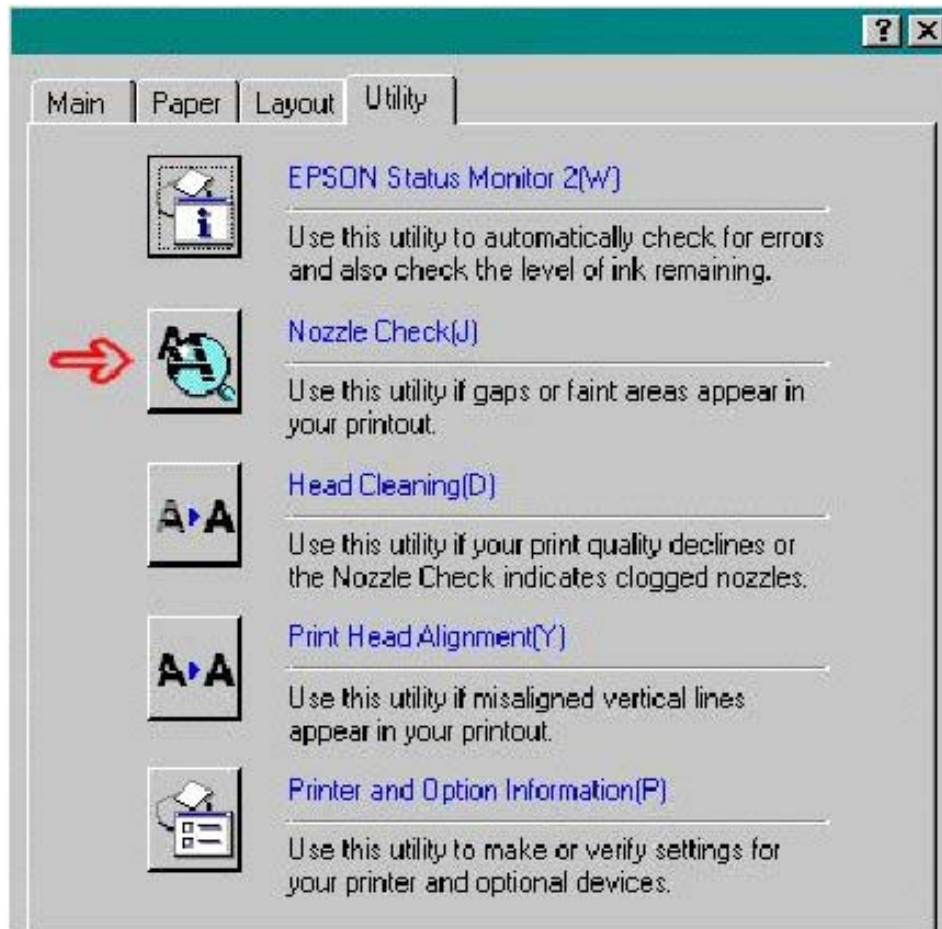 ? X
Main Paper Layout Utility
EPSON Status Monitor 2(W)
Use this utility to automatically check for errors
and also check the level of ink remaining.
Nozzle Check(J)
Use this utility if gaps or faint areas appear in
your printout.
Head Cleaning(D)
Use this utility if your print quality declines or
the Nozzle Check indicates clogged nozzles.
Print Head Alignment(Y)
Use this utility if misaligned vertical lines
appear in your printout.
Printer and Option Information(P)
Use this utility to make or verify settings for
your printer and optional devices.